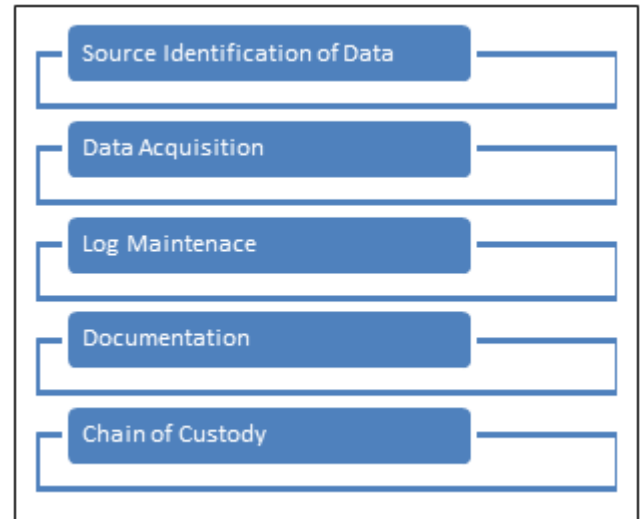 Source Identification of Data
Data Acquisition
Log Maintenace
Documentation
Chain of Custody